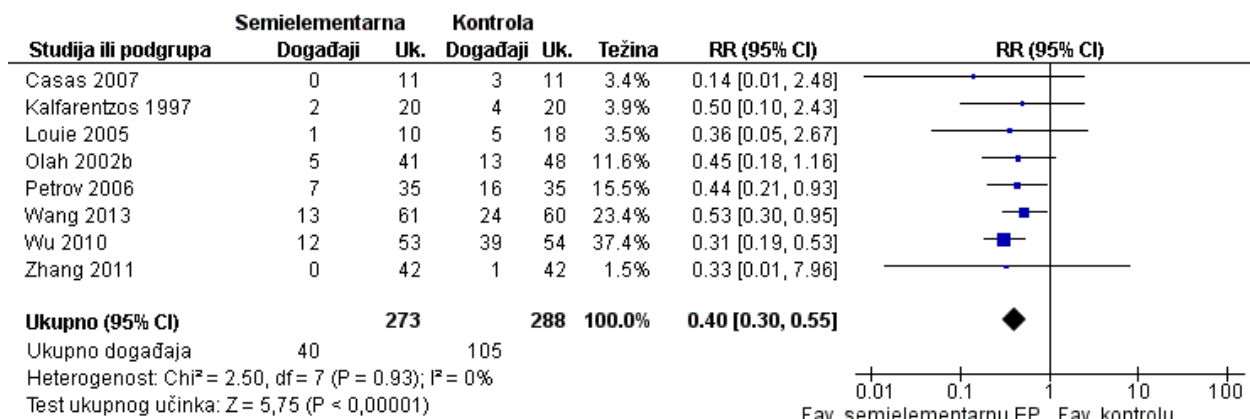 Semielementarna Kontrola
Studija ili podgrupa Događaji Uk. Događaji Uk. Težina RR (95% CI) RR (95% CI)
Casas 2007 0 11 3 11 3.4% 0.14 [0.01, 2.48]
Kalfarentzos 1997 2 20 4 20 3.9% 0.50 [0.10, 2.43]
Louie 2005 1 10 5 18 3.5% 0.36 [0.05, 2.67]
Olah 2002b 5 41 13 48 11.6% 0.45 [0.18, 1.16]
Petrov 2006 7 35 16 35 15.5% 0.44 [0.21, 0.93]
Wang 2013 13 61 24 60 23.4% 0.53 [0.30, 0.95]
Wu 2010 12 53 39 54 37.4% 0.31 [0.19, 0.53]
Zhang 2011 0 42 1 42 1.5% 0.33 [0.01, 7.96]
Ukupno (95% CI) 273 288 100.0% 0.40 [0.30, 0.55]
Ukupno događaja 40 105
Heterogenost: Chi² = 2.50, df = 7 (P = 0.93); I² = 0%
Test ukupnog učinka: Z = 5,75 (P < 0,00001)
0.01 0.1 1 10 100
Fav. semielementarnu EP Fav. kontrolu